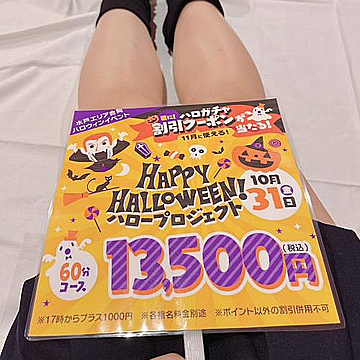 水戸エリア合同
ハロウィンイベント
更に!ハロガチャ
割引クーポンが
当たる!
11月に使える!
HAPPY
HALLOWEEN!
ハロープロジェクト
10月
31日
金
60分
コース
13,500円
(税込)
※17時からプラス1000円 ※各指名料金別途 ※ポイント以外の割引併用不可